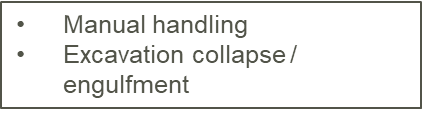 • Manual handling
• Excavation collapse /
engulfment